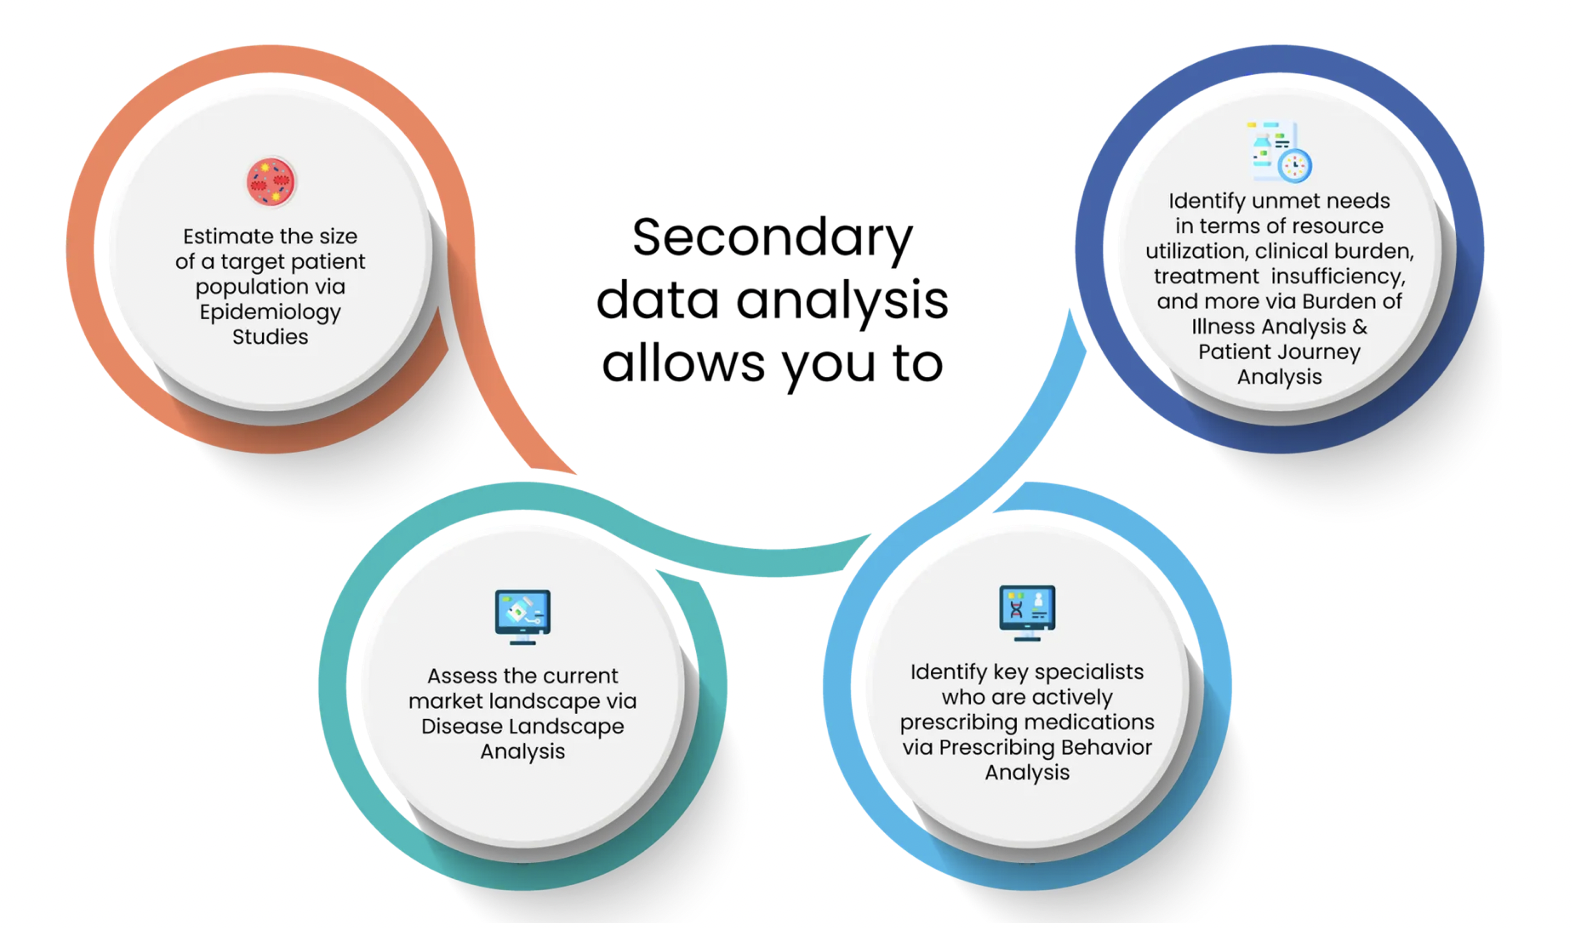 Secondary
data analysis
allows you to
Estimate the size
of a target patient
population via
Epidemiology
Studies
Assess the current
market landscape via
Disease Landscape
Analysis
Identify key specialists
who are actively
prescribing medications
via Prescribing Behavior
Analysis
Identify unmet needs
in terms of resource
utilization, clinical burden,
treatment insufficiency,
and more via Burden of
Illness Analysis &
Patient Journey
Analysis